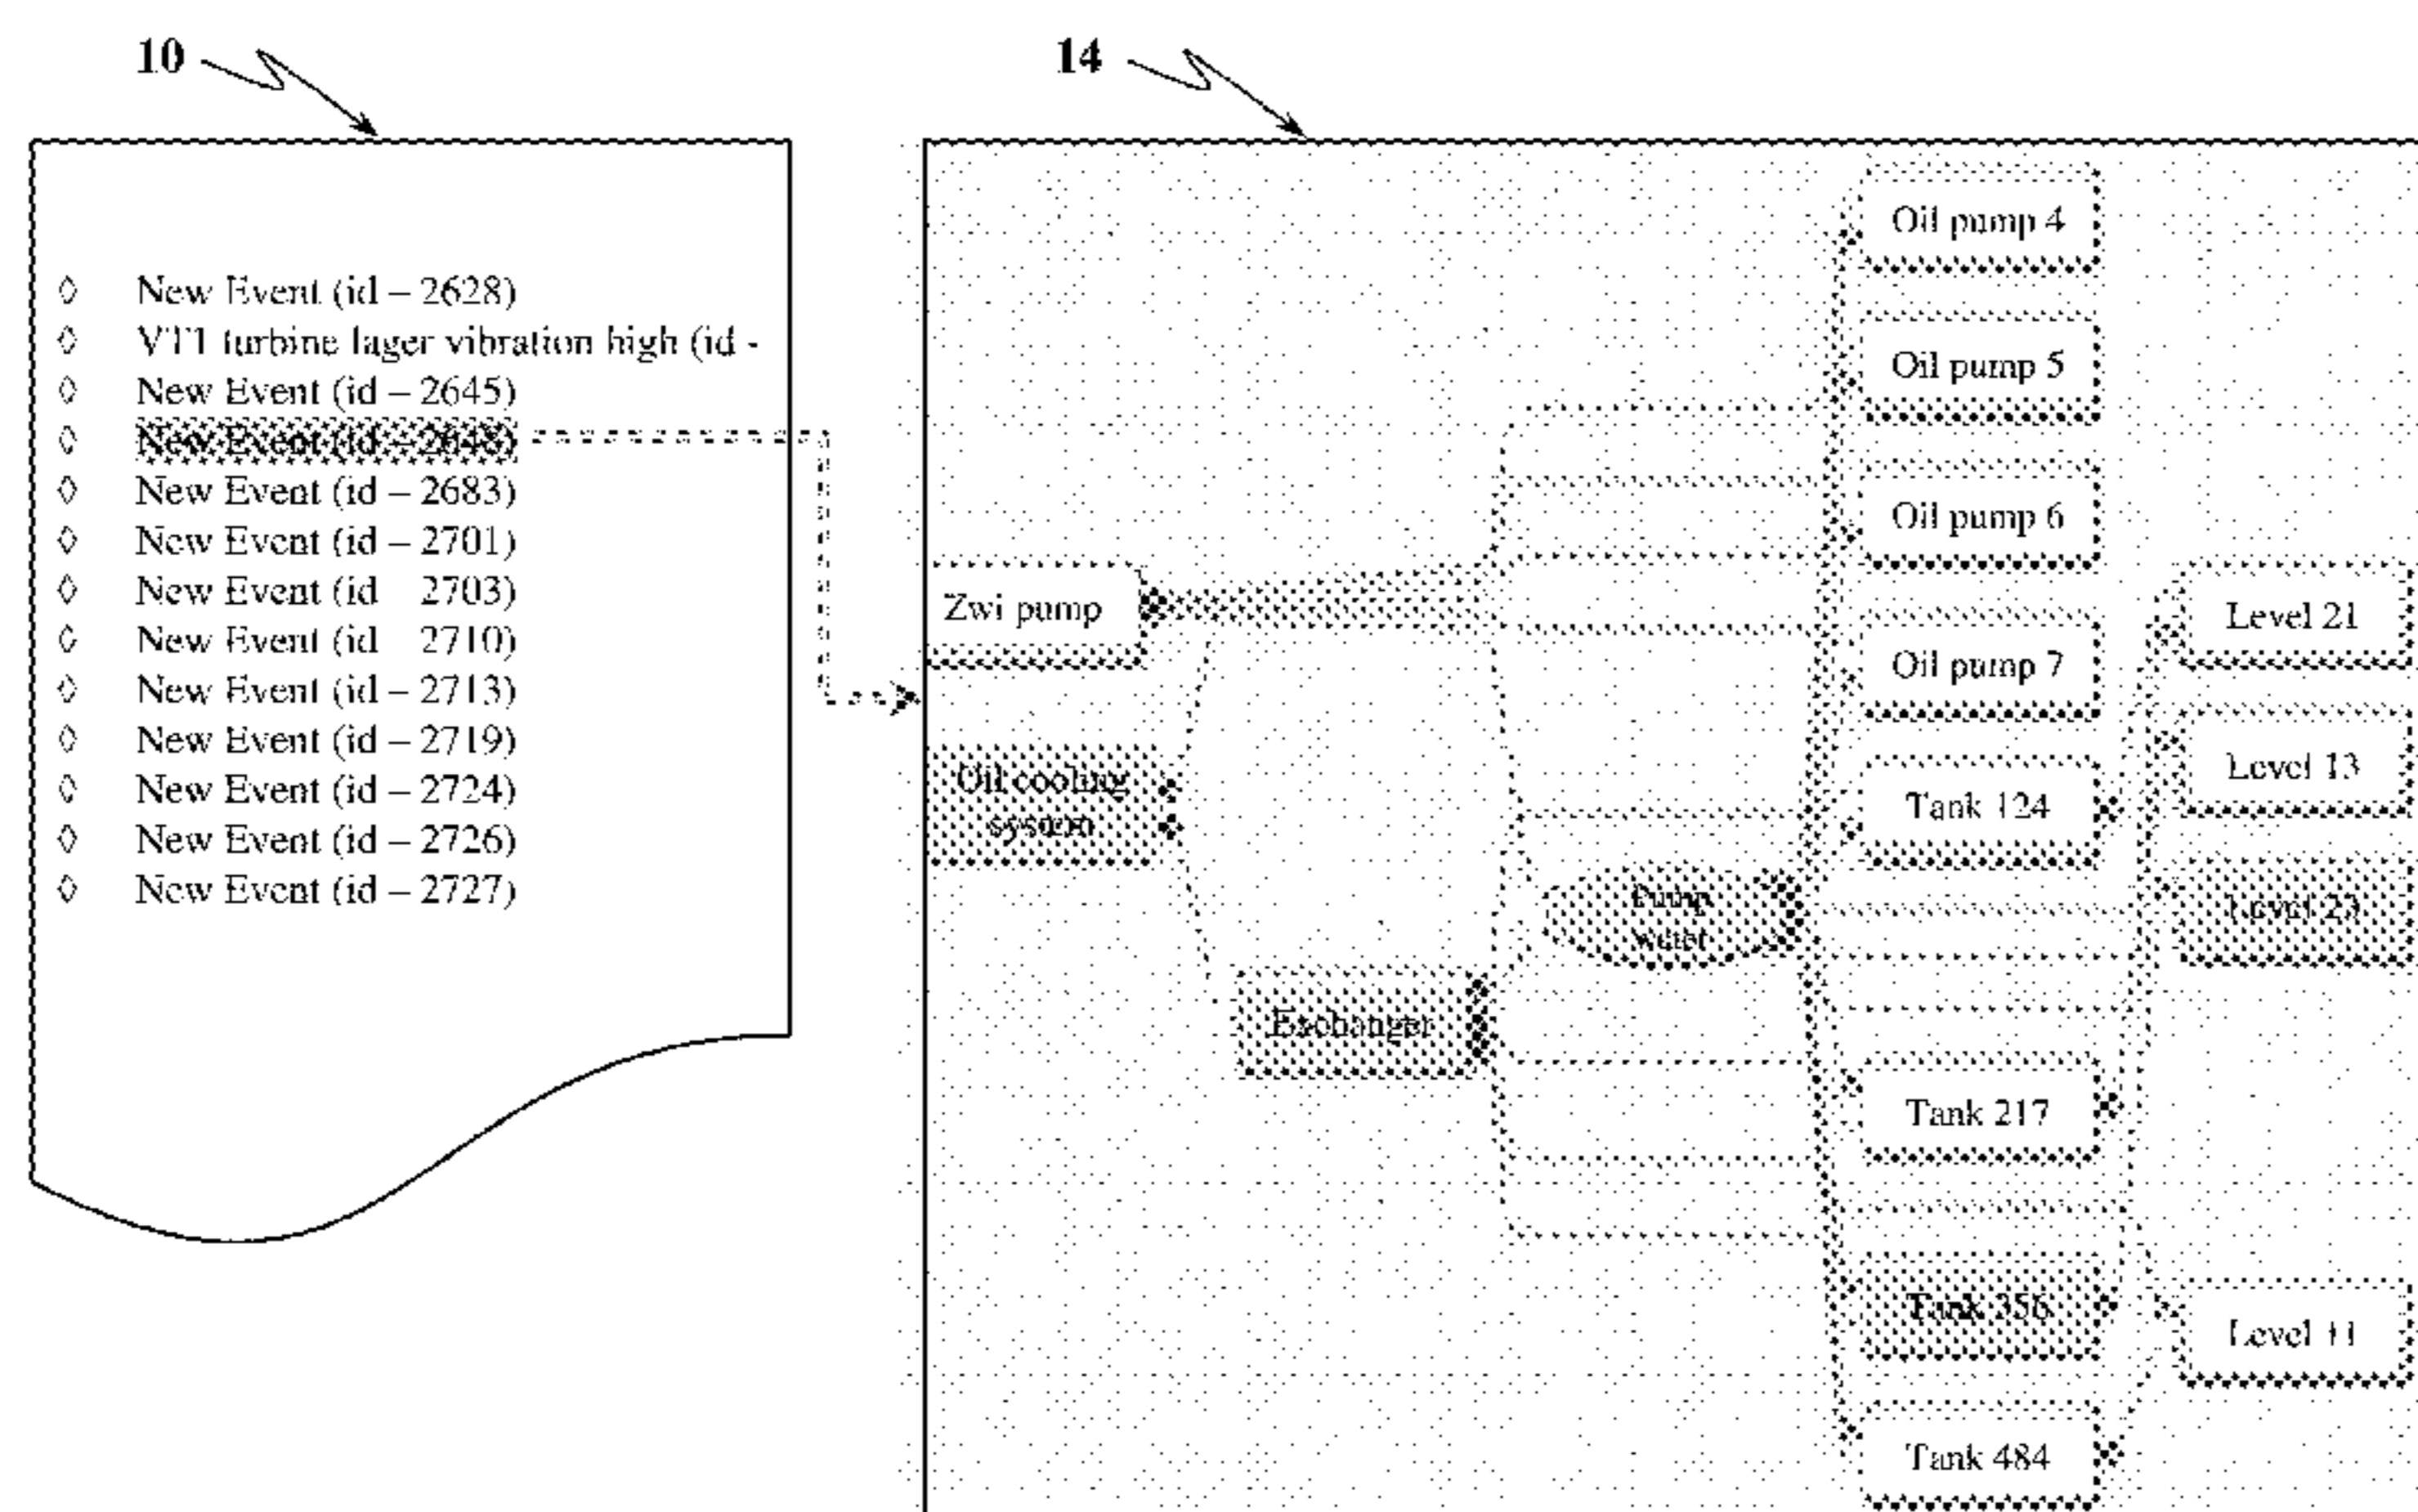 10
14
New Event (id – 2628)
VT1 turbine lager vibration high (id -
New Event (id – 2645)
New Event (id – 2648)
New Event (id – 2683)
New Event (id – 2701)
New Event (id 2703)
New Event (id 2710)
New Event (id – 2713)
New Event (id – 2719)
New Event (id – 2724)
New Event (id – 2726)
New Event (id – 2727)
Zwi pump
Oil cooling
system
Exchanger
Pump
water
Oil pump 4
Oil pump 5
Oil pump 6
Oil pump 7
Tank 124
Tank 217
Tank 356
Tank 484
Level 21
Level 13
Level 23
Level 11